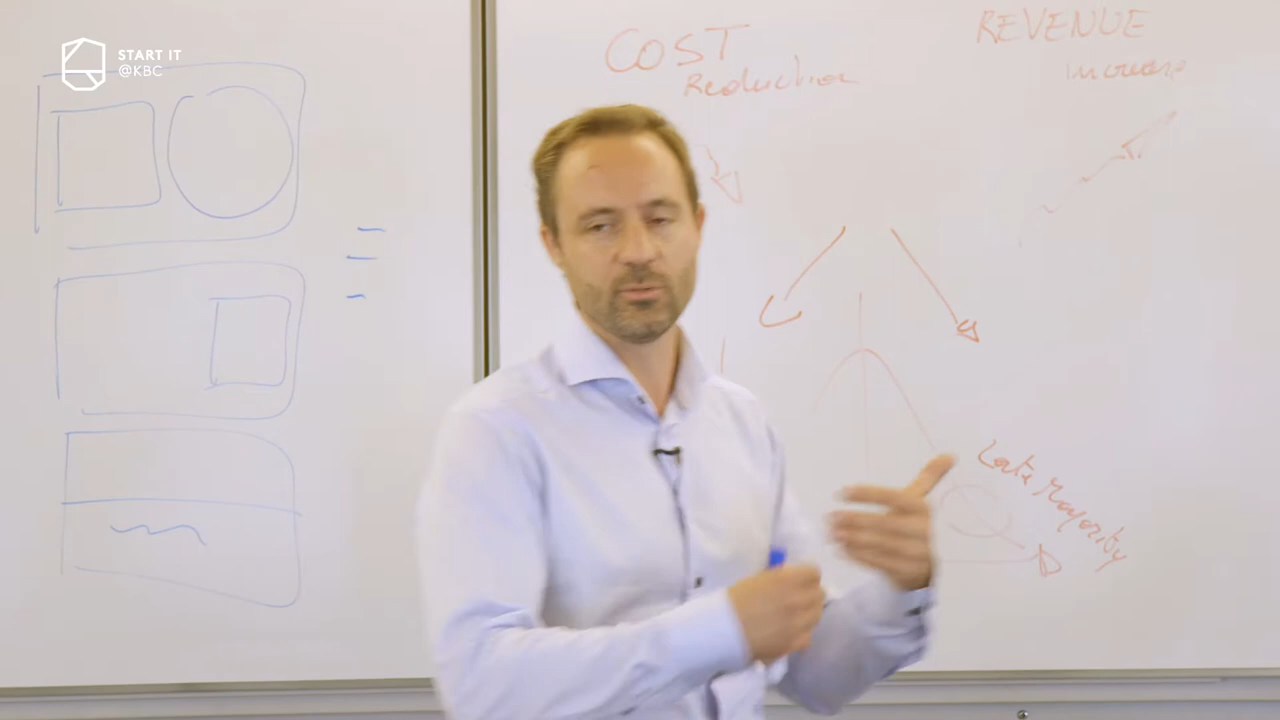 START IT
@KBC
COST
Reduction
REVENUE
Increase
Late Majority